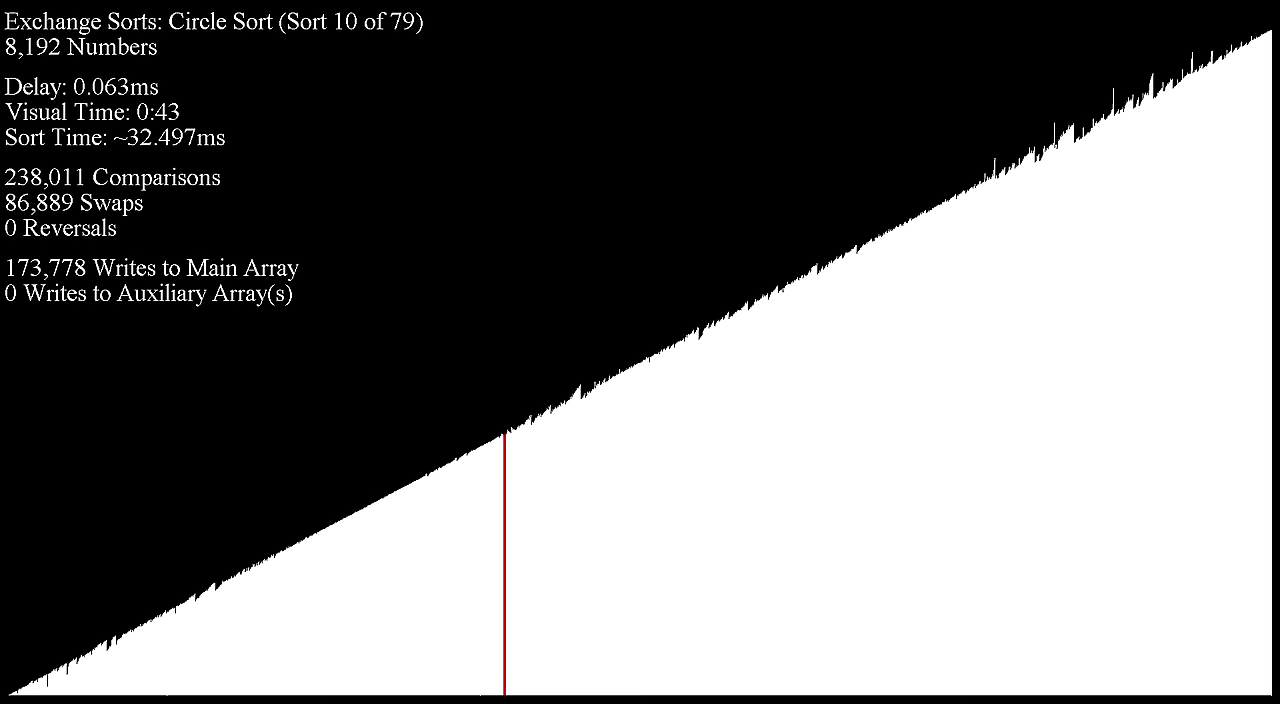 Exchange Sorts: Circle Sort (Sort 10 of 79)
8,192 Numbers
Delay: 0.063ms
Visual Time: 0:43
Sort Time: ~32.497ms
238,011 Comparisons
86,889 Swaps
0 Reversals
173,778 Writes to Main Array
0 Writes to Auxiliary Array(s)